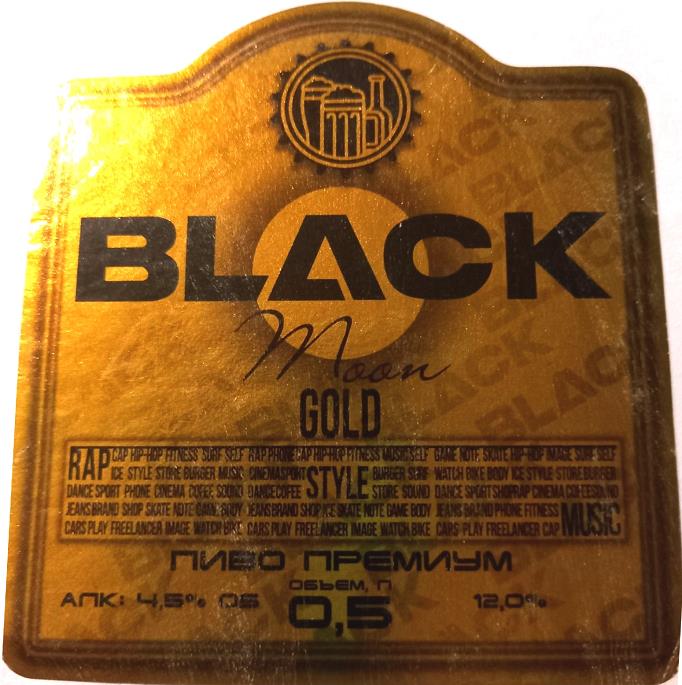 BLACK
Moon
GOLD
RAP CAP HIP-HOP FITNESS SURF SELF RAP PHONE CAP HIP-HOP FITNESS MUSIC SELF GAME NOTE SKATE HIP-HOP IMAGE SURF SELF
ICE STYLE STORE BURGER MUSIC CINEMA SPORT STYLE BURGER SURF WATCH BIKE BODY ICE STYLE STORE BURGER
DANCE SPORT PHONE CINEMA COFEE SOUND DANCE COFEE STORE SOUND DANCE SPORT SHOP RAP CINEMA COFEE SOUND
JEANS BRAND SHOP SKATE NOTE GAME BODY JEANS BRAND SHOP ICE SKATE NOTE GAME BODY JEANS BRAND PHONE FITNESS MUSIC
CARS PLAY FREELANCER IMAGE WATCH BIKE CARS PLAY FREELANCER IMAGE WATCH BIKE CARS PLAY FREELANCER CAP
ПИВО ПРЕМИУМ
ОБЪЕМ, Л
АЛК: 4,5% ОБ 0,5 12,0%